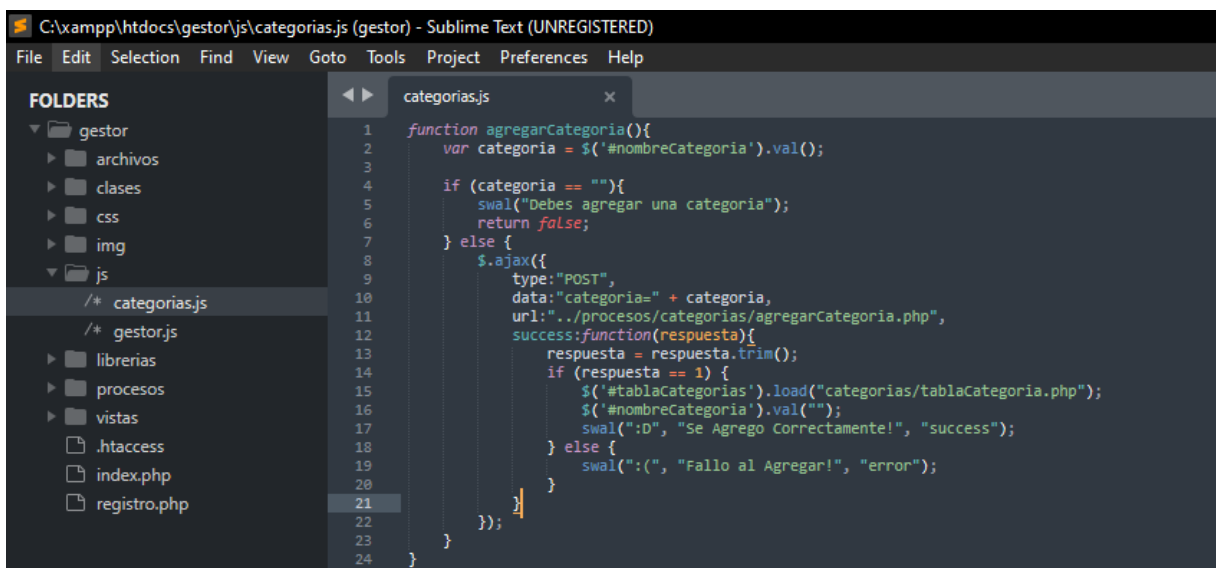 C:\xampp\htdocs\gestor\js\categorias.js (gestor) - Sublime Text (UNREGISTERED)
File Edit Selection Find View Goto Tools Project Preferences Help
FOLDERS
gestor
archivos
clases
css
img
js
/* categorias.js
/* gestor.js
librerias
procesos
vistas
.htaccess
index.php
registro.php
categorias.js ×
1 function agregarCategoria(){
2     var categoria = $('#nombreCategoria').val();
3
4     if (categoria == ""){
5         swal("Debes agregar una categoria");
6         return false;
7     } else {
8         $.ajax({
9             type:"POST",
10             data:"categoria=" + categoria,
11             url:"../procesos/categorias/agregarCategoria.php",
12             success:function(respuesta){
13                 respuesta = respuesta.trim();
14                 if (respuesta == 1) {
15                     $('#tablaCategorias').load("categorias/tablaCategoria.php");
16                     $('#nombreCategoria').val("");
17                     swal(":D", "Se Agrego Correctamente!", "success");
18                 } else {
19                     swal(":(", "Fallo al Agregar!", "error");
20                 }
21             }
22         });
23     }
24 }